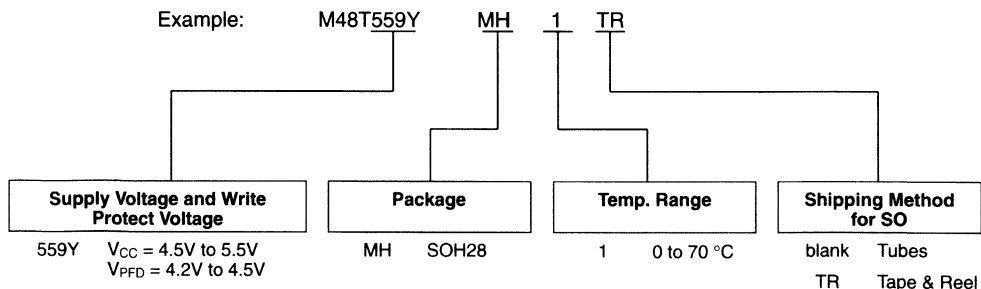 Example: M48T559Y MH 1 TR
Supply Voltage and Write
Protect Voltage
559Y VCC = 4.5V to 5.5V
VPFD = 4.2V to 4.5V
Package
MH SOH28
Temp. Range
1 0 to 70 °C
Shipping Method
for SO
blank Tubes
TR Tape & Reel